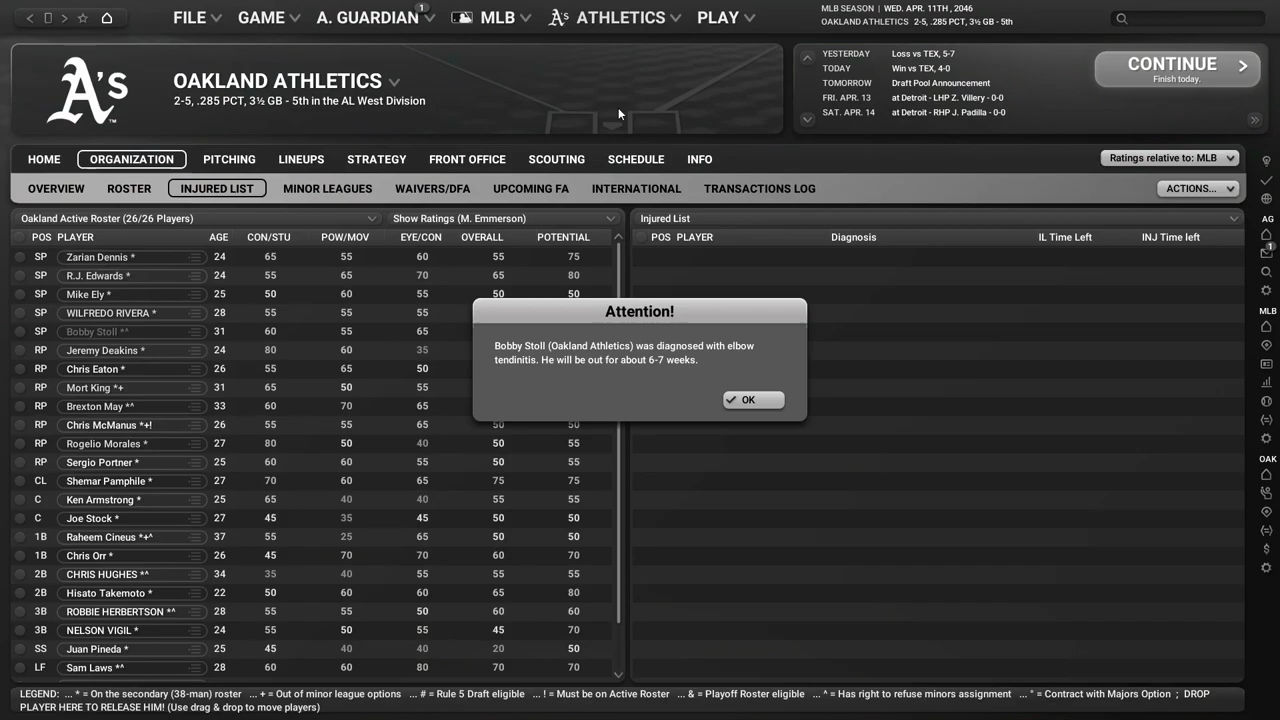 FILE GAME A. GUARDIAN 1 MLB A's ATHLETICS PLAY
MLB SEASON | WED. APR. 11TH, 2046
OAKLAND ATHLETICS 2-5, .285 PCT, 3½ GB - 5th
A's
OAKLAND ATHLETICS
2-5, .285 PCT, 3½ GB - 5th in the AL West Division
YESTERDAY Loss vs TEX, 5-7
TODAY Win vs TEX, 4-0
TOMORROW Draft Pool Announcement
FRI. APR. 13 at Detroit - LHP Z. Villery - 0-0
SAT. APR. 14 at Detroit - RHP J. Padilla - 0-0
CONTINUE
Finish today.
HOME ORGANIZATION PITCHING LINEUPS STRATEGY FRONT OFFICE SCOUTING SCHEDULE INFO
Ratings relative to: MLB
OVERVIEW ROSTER INJURED LIST MINOR LEAGUES WAIVERS/DFA UPCOMING FA INTERNATIONAL TRANSACTIONS LOG
ACTIONS...
Oakland Active Roster (26/26 Players) Show Ratings (M. Emmerson)
POS PLAYER AGE CON/STU POW/MOV EYE/CON OVERALL POTENTIAL
SP Zarian Dennis * 24 65 55 60 55 75
SP R.J. Edwards * 24 55 65 70 65 80
SP Mike Ely * 25 50 60 55 50 50
SP WILFREDO RIVERA * 28 55 55 55
SP Bobby Stoll *^ 31 60 55 65
RP Jeremy Deakins * 24 80 60 35
RP Chris Eaton * 26 55 65 50
RP Mort King *+ 31 65 50 55
RP Brexton May *^ 33 60 70 65
RP Chris McManus *+! 26 55 55 65 50 50
RP Rogelio Morales * 27 80 50 40 50 55
RP Sergio Portner * 25 60 60 55 50 55
CL Shemar Pamphile * 27 70 60 65 75 75
C Ken Armstrong * 25 65 40 40 55 55
C Joe Stock * 27 45 35 45 50 50
1B Raheem Cineus *+^ 37 55 25 65 50 50
1B Chris Orr * 26 45 70 70 60 70
2B CHRIS HUGHES *^ 34 35 40 55 55 55
2B Hisato Takemoto * 22 50 60 60 65 80
3B ROBBIE HERBERTSON *^ 28 55 55 50 60 60
3B NELSON VIGIL * 24 55 50 55 45 70
SS Juan Pineda * 25 45 40 40 20 50
LF Sam Laws *^ 28 60 60 80 70 70
Injured List
POS PLAYER Diagnosis IL Time Left INJ Time left
Attention!
Bobby Stoll (Oakland Athletics) was diagnosed with elbow
tendinitis. He will be out for about 6-7 weeks.
OK
AG
1
MLB
OAK
LEGEND: ... * = On the secondary (38-man) roster ... + = Out of minor league options ... # = Rule 5 Draft eligible ... ! = Must be on Active Roster ... & = Playoff Roster eligible ... ^ = Has right to refuse minors assignment ... ° = Contract with Majors Option ; DROP
PLAYER HERE TO RELEASE HIM! (Use drag & drop to move players)